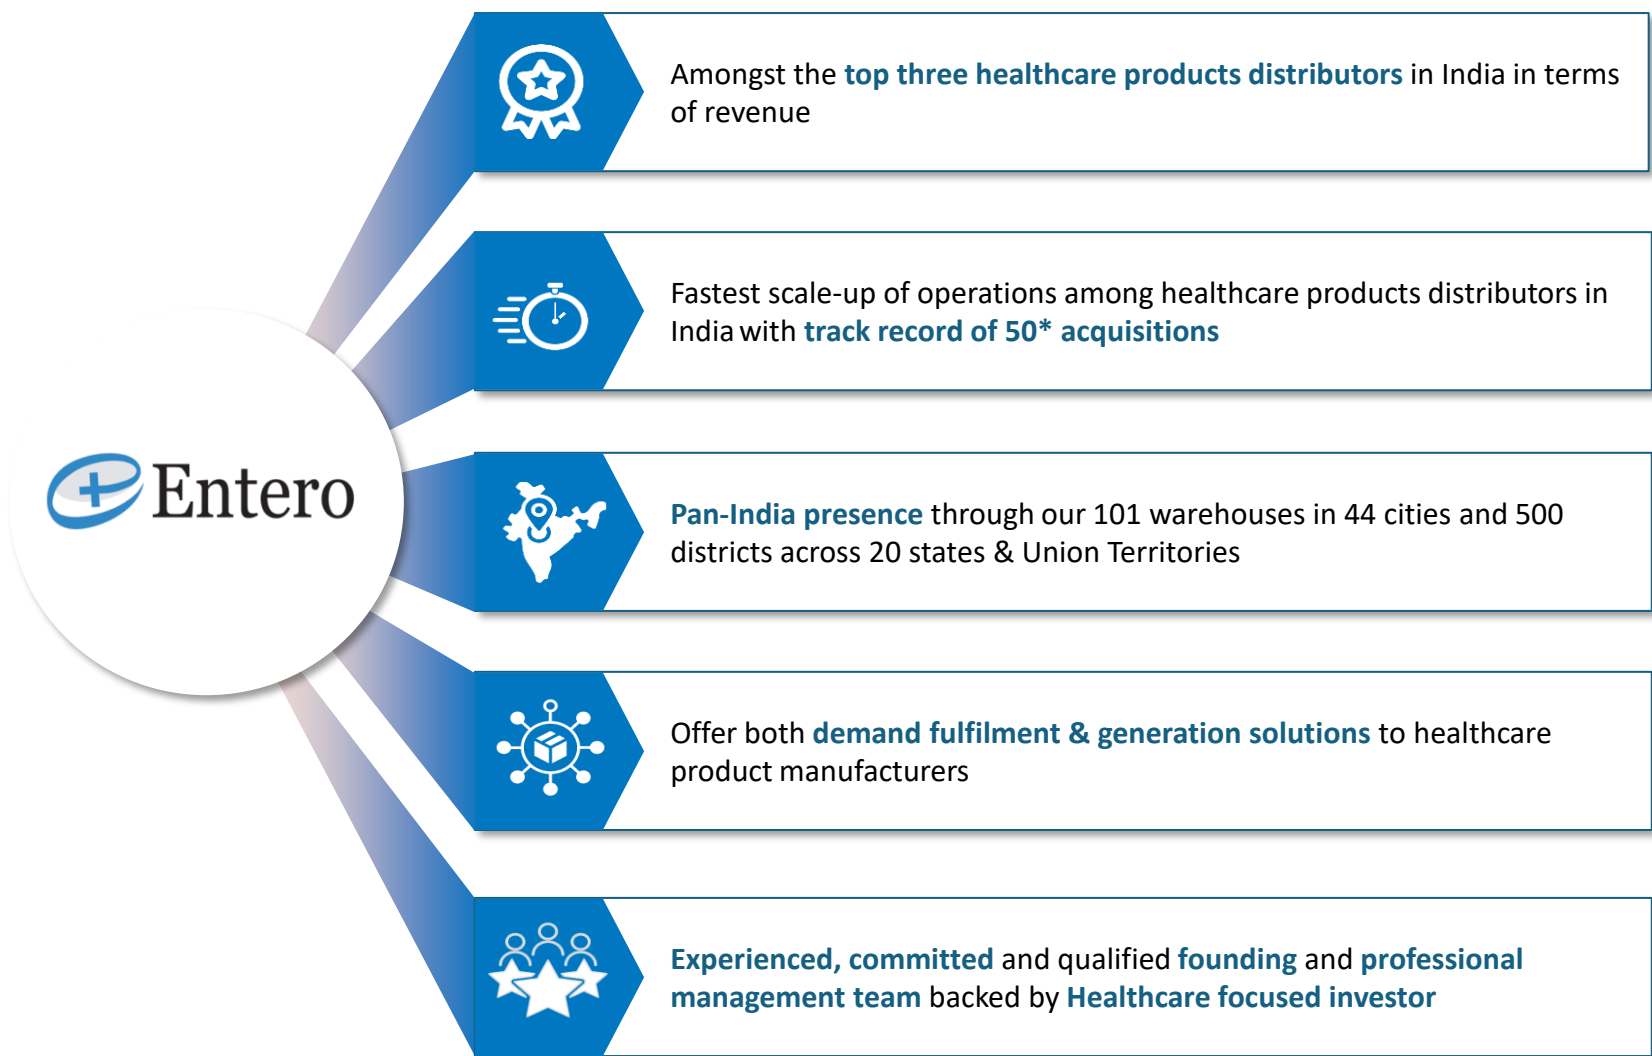 Amongst the top three healthcare products distributors in India in terms
of revenue
Fastest scale-up of operations among healthcare products distributors in
India with track record of 50* acquisitions
Entero
Pan-India presence through our 101 warehouses in 44 cities and 500
districts across 20 states & Union Territories
Offer both demand fulfilment & generation solutions to healthcare
product manufacturers
Experienced, committed and qualified founding and professional
management team backed by Healthcare focused investor